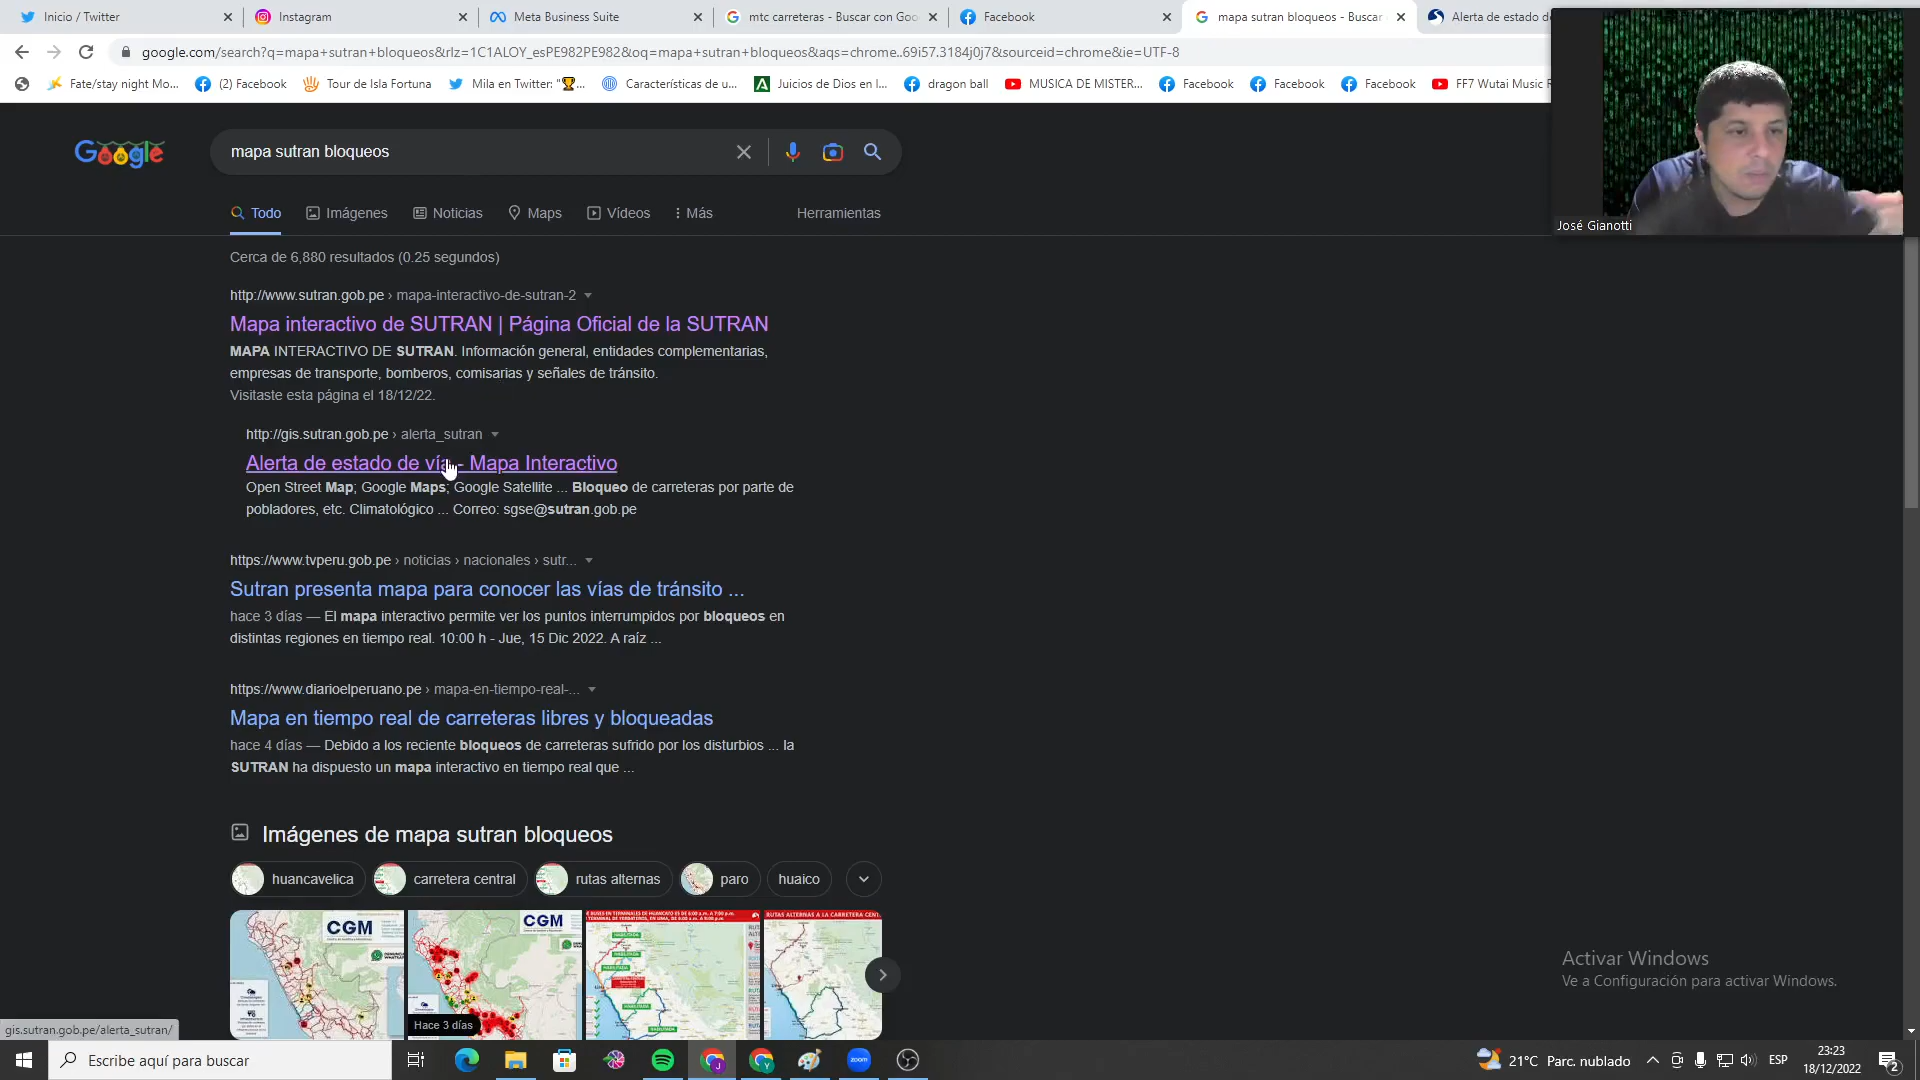 Inicio / Twitter
Instagram
Meta Business Suite
mtc carreteras - Buscar con Goo
Facebook
mapa sutran bloqueos - Buscar
Alerta de estado de
google.com/search?q=mapa+sutran+bloqueos&rlz=1C1ALOY_esPE982PE982&oq=mapa+sutran+bloqueos&aqs=chrome..69i57.3184j0j7&sourceid=chrome&ie=UTF-8
Fate/stay night Mo...
(2) Facebook
Tour de Isla Fortuna
Mila en Twitter: "🏆...
Características de u...
Juicios de Dios en l...
dragon ball
MUSICA DE MISTER...
Facebook
Facebook
Facebook
FF7 Wutai Music
José Gianotti
Google
mapa sutran bloqueos
Todo
Imágenes
Noticias
Maps
Vídeos
Más
Herramientas
Cerca de 6,880 resultados (0.25 segundos)
http://www.sutran.gob.pe › mapa-interactivo-de-sutran-2
Mapa interactivo de SUTRAN | Página Oficial de la SUTRAN
MAPA INTERACTIVO DE SUTRAN. Información general, entidades complementarias,
empresas de transporte, bomberos, comisarias y señales de tránsito.
Visitaste esta página el 18/12/22.
http://gis.sutran.gob.pe › alerta_sutran
Alerta de estado de vía - Mapa Interactivo
Open Street Map; Google Maps; Google Satellite ... Bloqueo de carreteras por parte de
pobladores, etc. Climatológico ... Correo: sgse@sutran.gob.pe
https://www.tvperu.gob.pe › noticias › nacionales › sutr...
Sutran presenta mapa para conocer las vías de tránsito ...
hace 3 días — El mapa interactivo permite ver los puntos interrumpidos por bloqueos en
distintas regiones en tiempo real. 10:00 h - Jue, 15 Dic 2022. A raíz ...
https://www.diarioelperuano.pe › mapa-en-tiempo-real-...
Mapa en tiempo real de carreteras libres y bloqueadas
hace 4 días — Debido a los reciente bloqueos de carreteras sufrido por los disturbios ... la
SUTRAN ha dispuesto un mapa interactivo en tiempo real que ...
Imágenes de mapa sutran bloqueos
huancavelica
carretera central
rutas alternas
paro
huaico
CGM
CGM
RUTAS ALTERNAS A LA CARRETERA CENT
Hace 3 días
Activar Windows
Ve a Configuración para activar Windows.
gis.sutran.gob.pe/alerta_sutran/
Escribe aquí para buscar
zoom
21°C Parc. nublado
ESP
23:23
18/12/2022
2